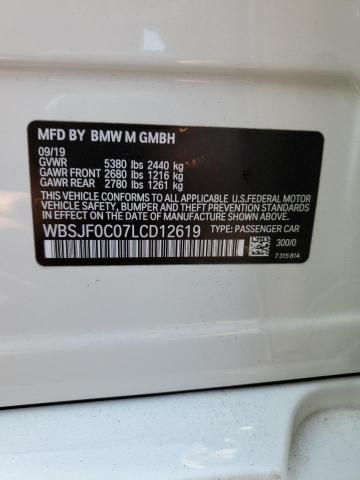 MFD BY BMW M GMBH
09/19
GVWR 5380 lbs 2440 kg
GAWR FRONT 2680 lbs 1216 kg
GAWR REAR 2780 lbs 1261 kg
THIS VEHICLE CONFORMS TO ALL APPLICABLE U.S.FEDERAL MOTOR
VEHICLE SAFETY, BUMPER AND THEFT PREVENTION STANDARDS
IN EFFECT ON THE DATE OF MANUFACTURE SHOWN ABOVE.
WBSJF0C07LCD12619 TYPE: PASSENGER CAR
300/0
7 315 814